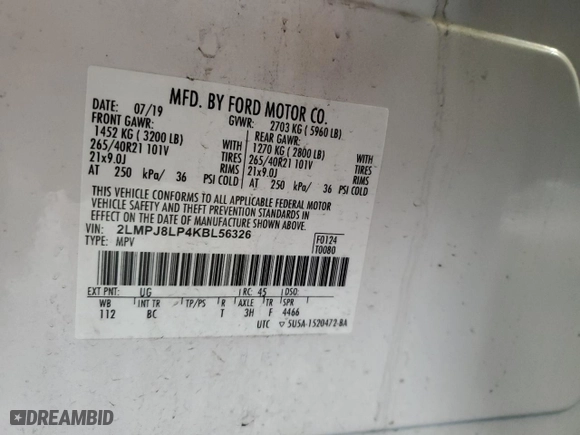 MFD. BY FORD MOTOR CO.
DATE: 07/19 GVWR: 2703 KG ( 5960 LB)
FRONT GAWR: REAR GAWR:
1452 KG ( 3200 LB) WITH 1270 KG ( 2800 LB) WITH
265/40R21 101V TIRES 265/40R21 101V TIRES
21x9.0J RIMS 21x9.0J RIMS
AT 250 kPa/ 36 PSI COLD AT 250 kPa/ 36 PSI COLD
THIS VEHICLE CONFORMS TO ALL APPLICABLE FEDERAL MOTOR
VEHICLE SAFETY AND THEFT PREVENTION STANDARDS IN
EFFECT ON THE DATE OF MANUFACTURE SHOWN ABOVE.
VIN: 2LMPJ8LP4KBL56326 F0124
TYPE: MPV T0080
EXT PNT: UG RC: 45 DSO:
WB INT TR TP/PS R AXLE TR SPR
112 BC T 3H F 4466
UTC ▽ 5U5A-1520472-BA
DREAMBID